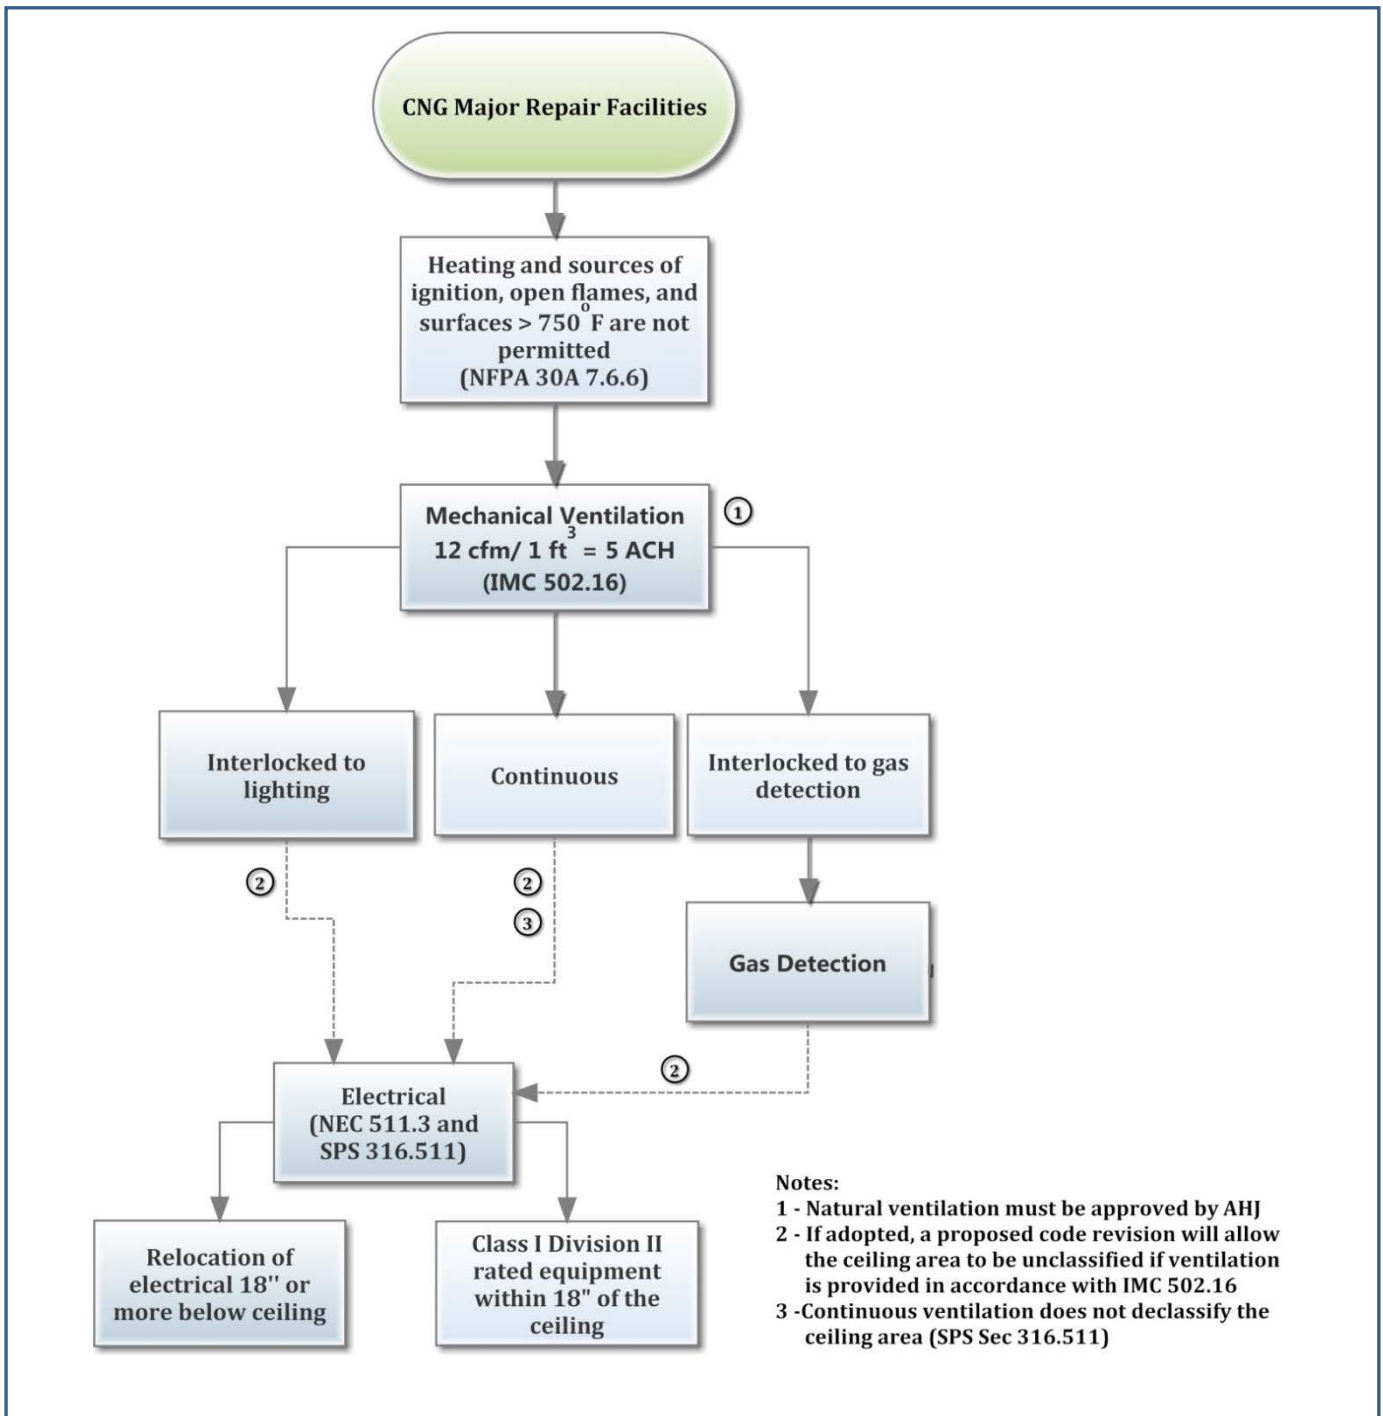 CNG Major Repair Facilities
Heating and sources of
ignition, open flames, and
surfaces > 750°F are not
permitted
(NFPA 30A 7.6.6)
Mechanical Ventilation
12 cfm/ 1 ft³ = 5 ACH
(IMC 502.16)
1
Interlocked to
lighting
Continuous
Interlocked to gas
detection
2
2
3
Gas Detection
2
Electrical
(NEC 511.3 and
SPS 316.511)
Relocation of
electrical 18" or
more below ceiling
Class I Division II
rated equipment
within 18" of the
ceiling
Notes:
1 - Natural ventilation must be approved by AHJ
2 - If adopted, a proposed code revision will allow
the ceiling area to be unclassified if ventilation
is provided in accordance with IMC 502.16
3 -Continuous ventilation does not declassify the
ceiling area (SPS Sec 316.511)